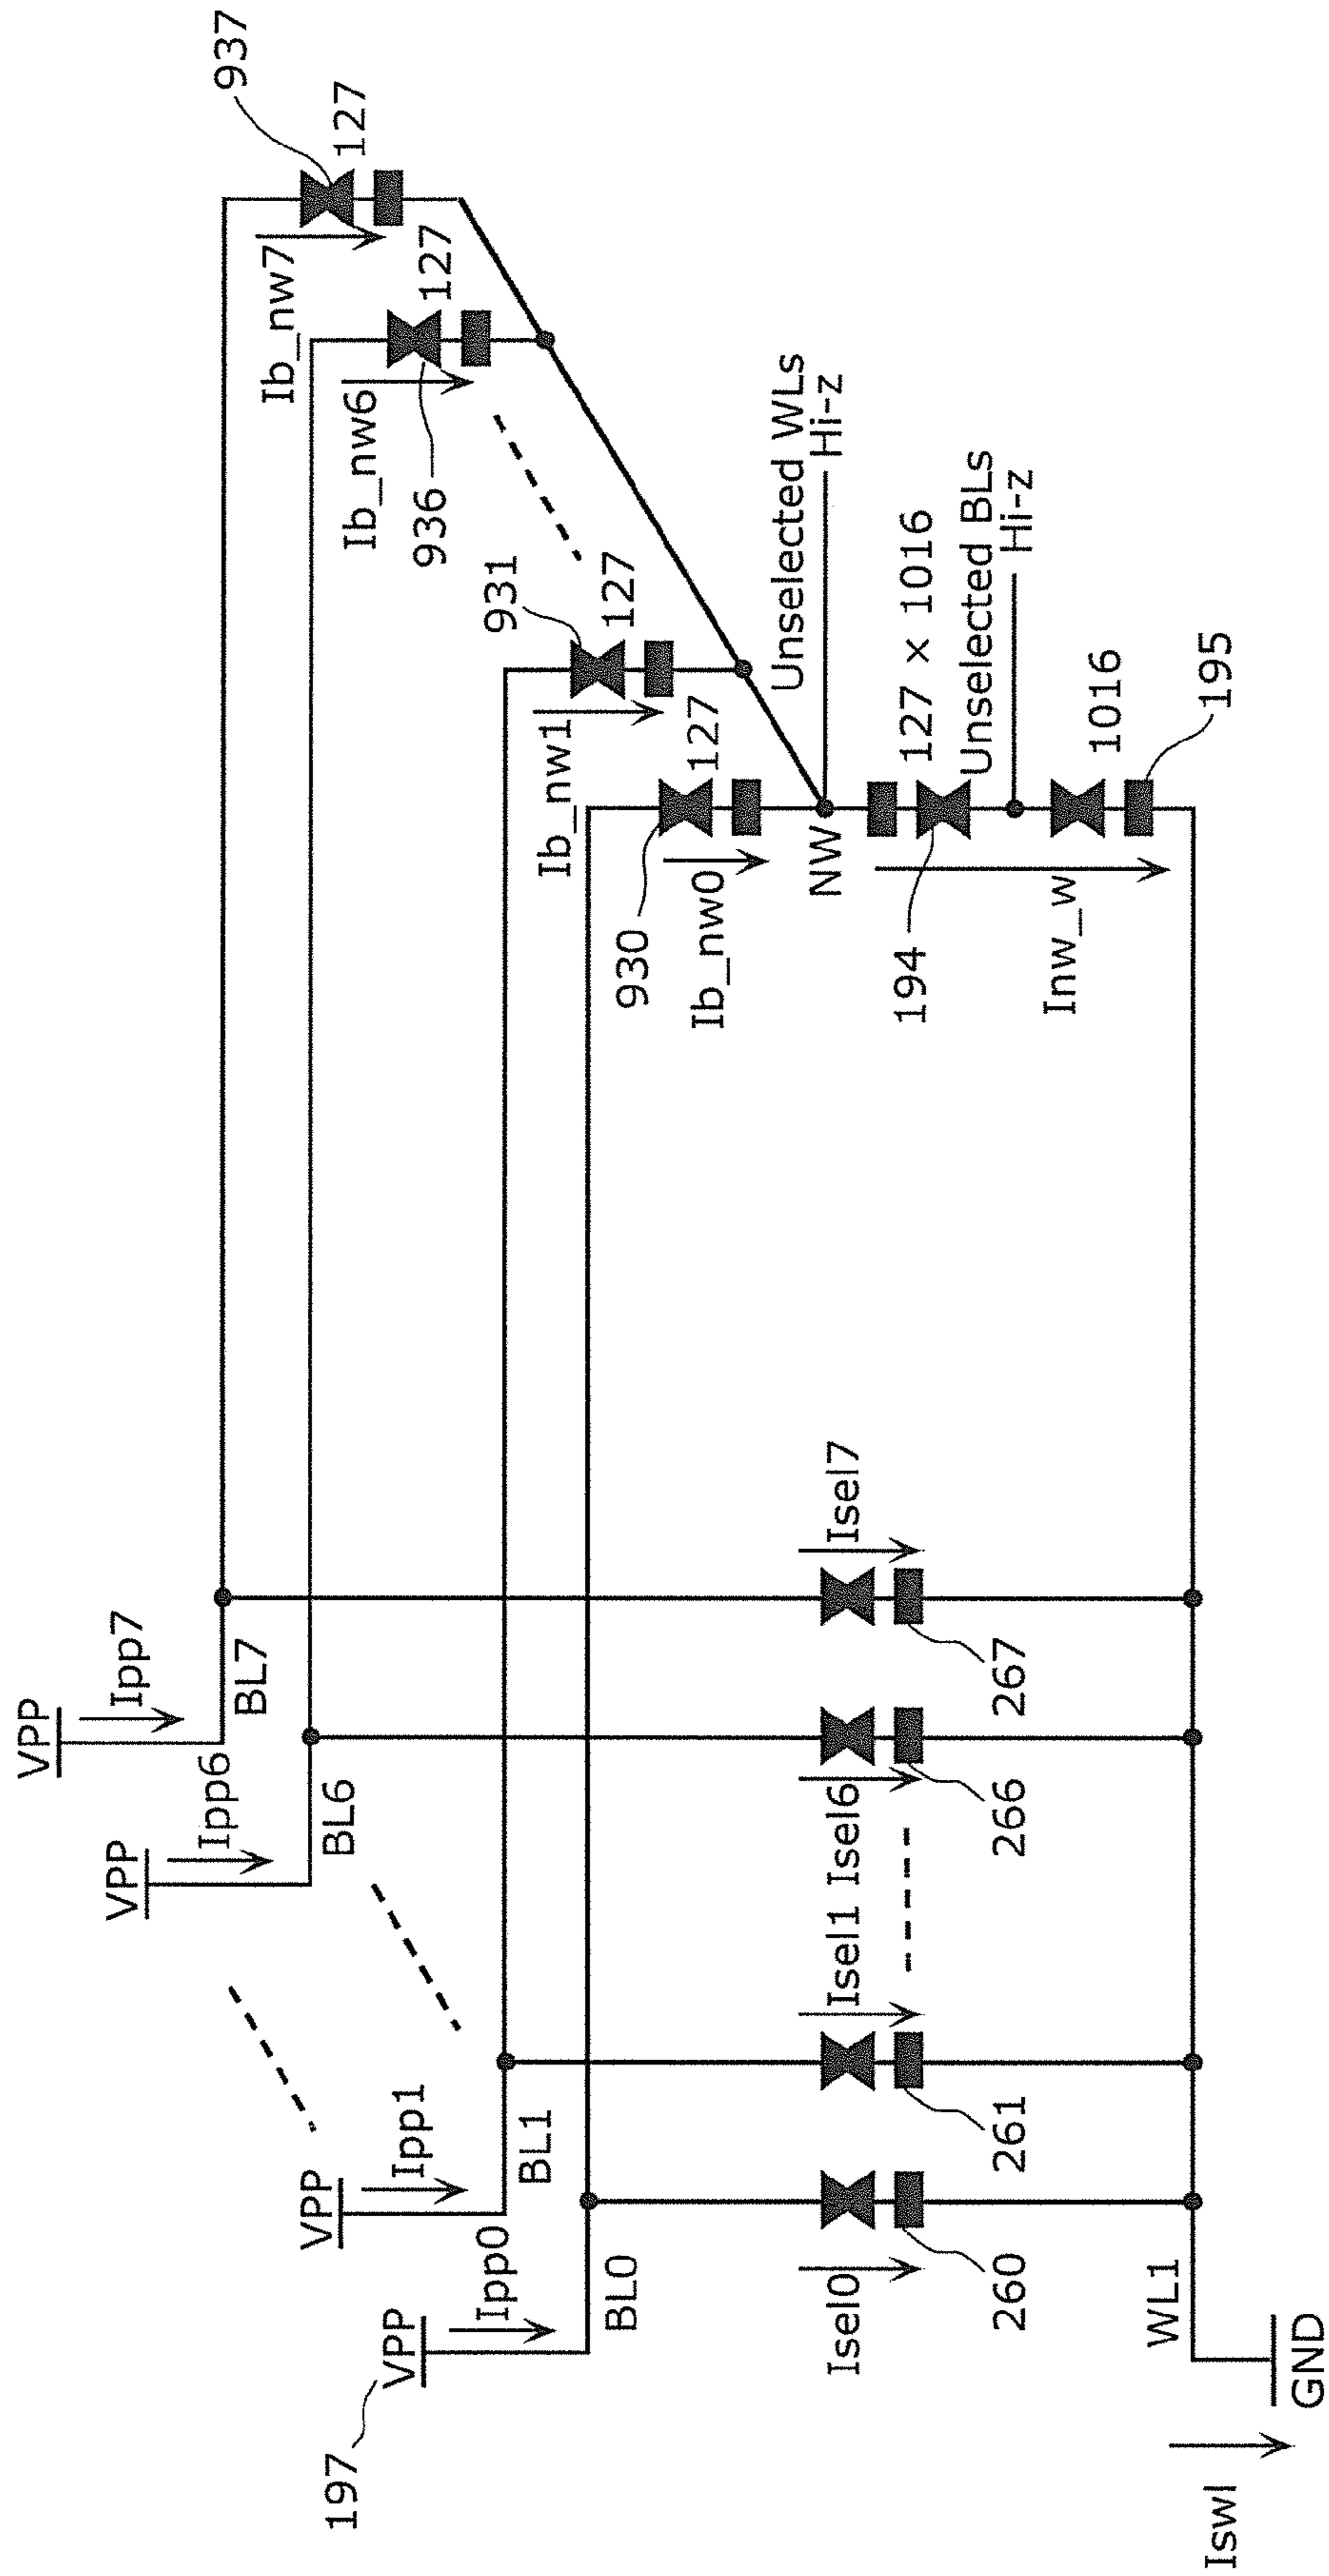 937
127
VPP
Ipp7
BL7
Ib_nw7
127
VPP
Ipp6
BL6
Ib_nw6
936
931
127
VPP
Ipp1
BL1
Ib_nw1
127
197
VPP
Ipp0
BL0
930
Ib_nw0
NW
Unselected WLs
Hi-z
194
127 × 1016
Unselected BLs
Hi-z
Inw_w
1016
195
Isel0
Isel1
Isel6
Isel7
260
261
266
267
WL1
Iswl
GND